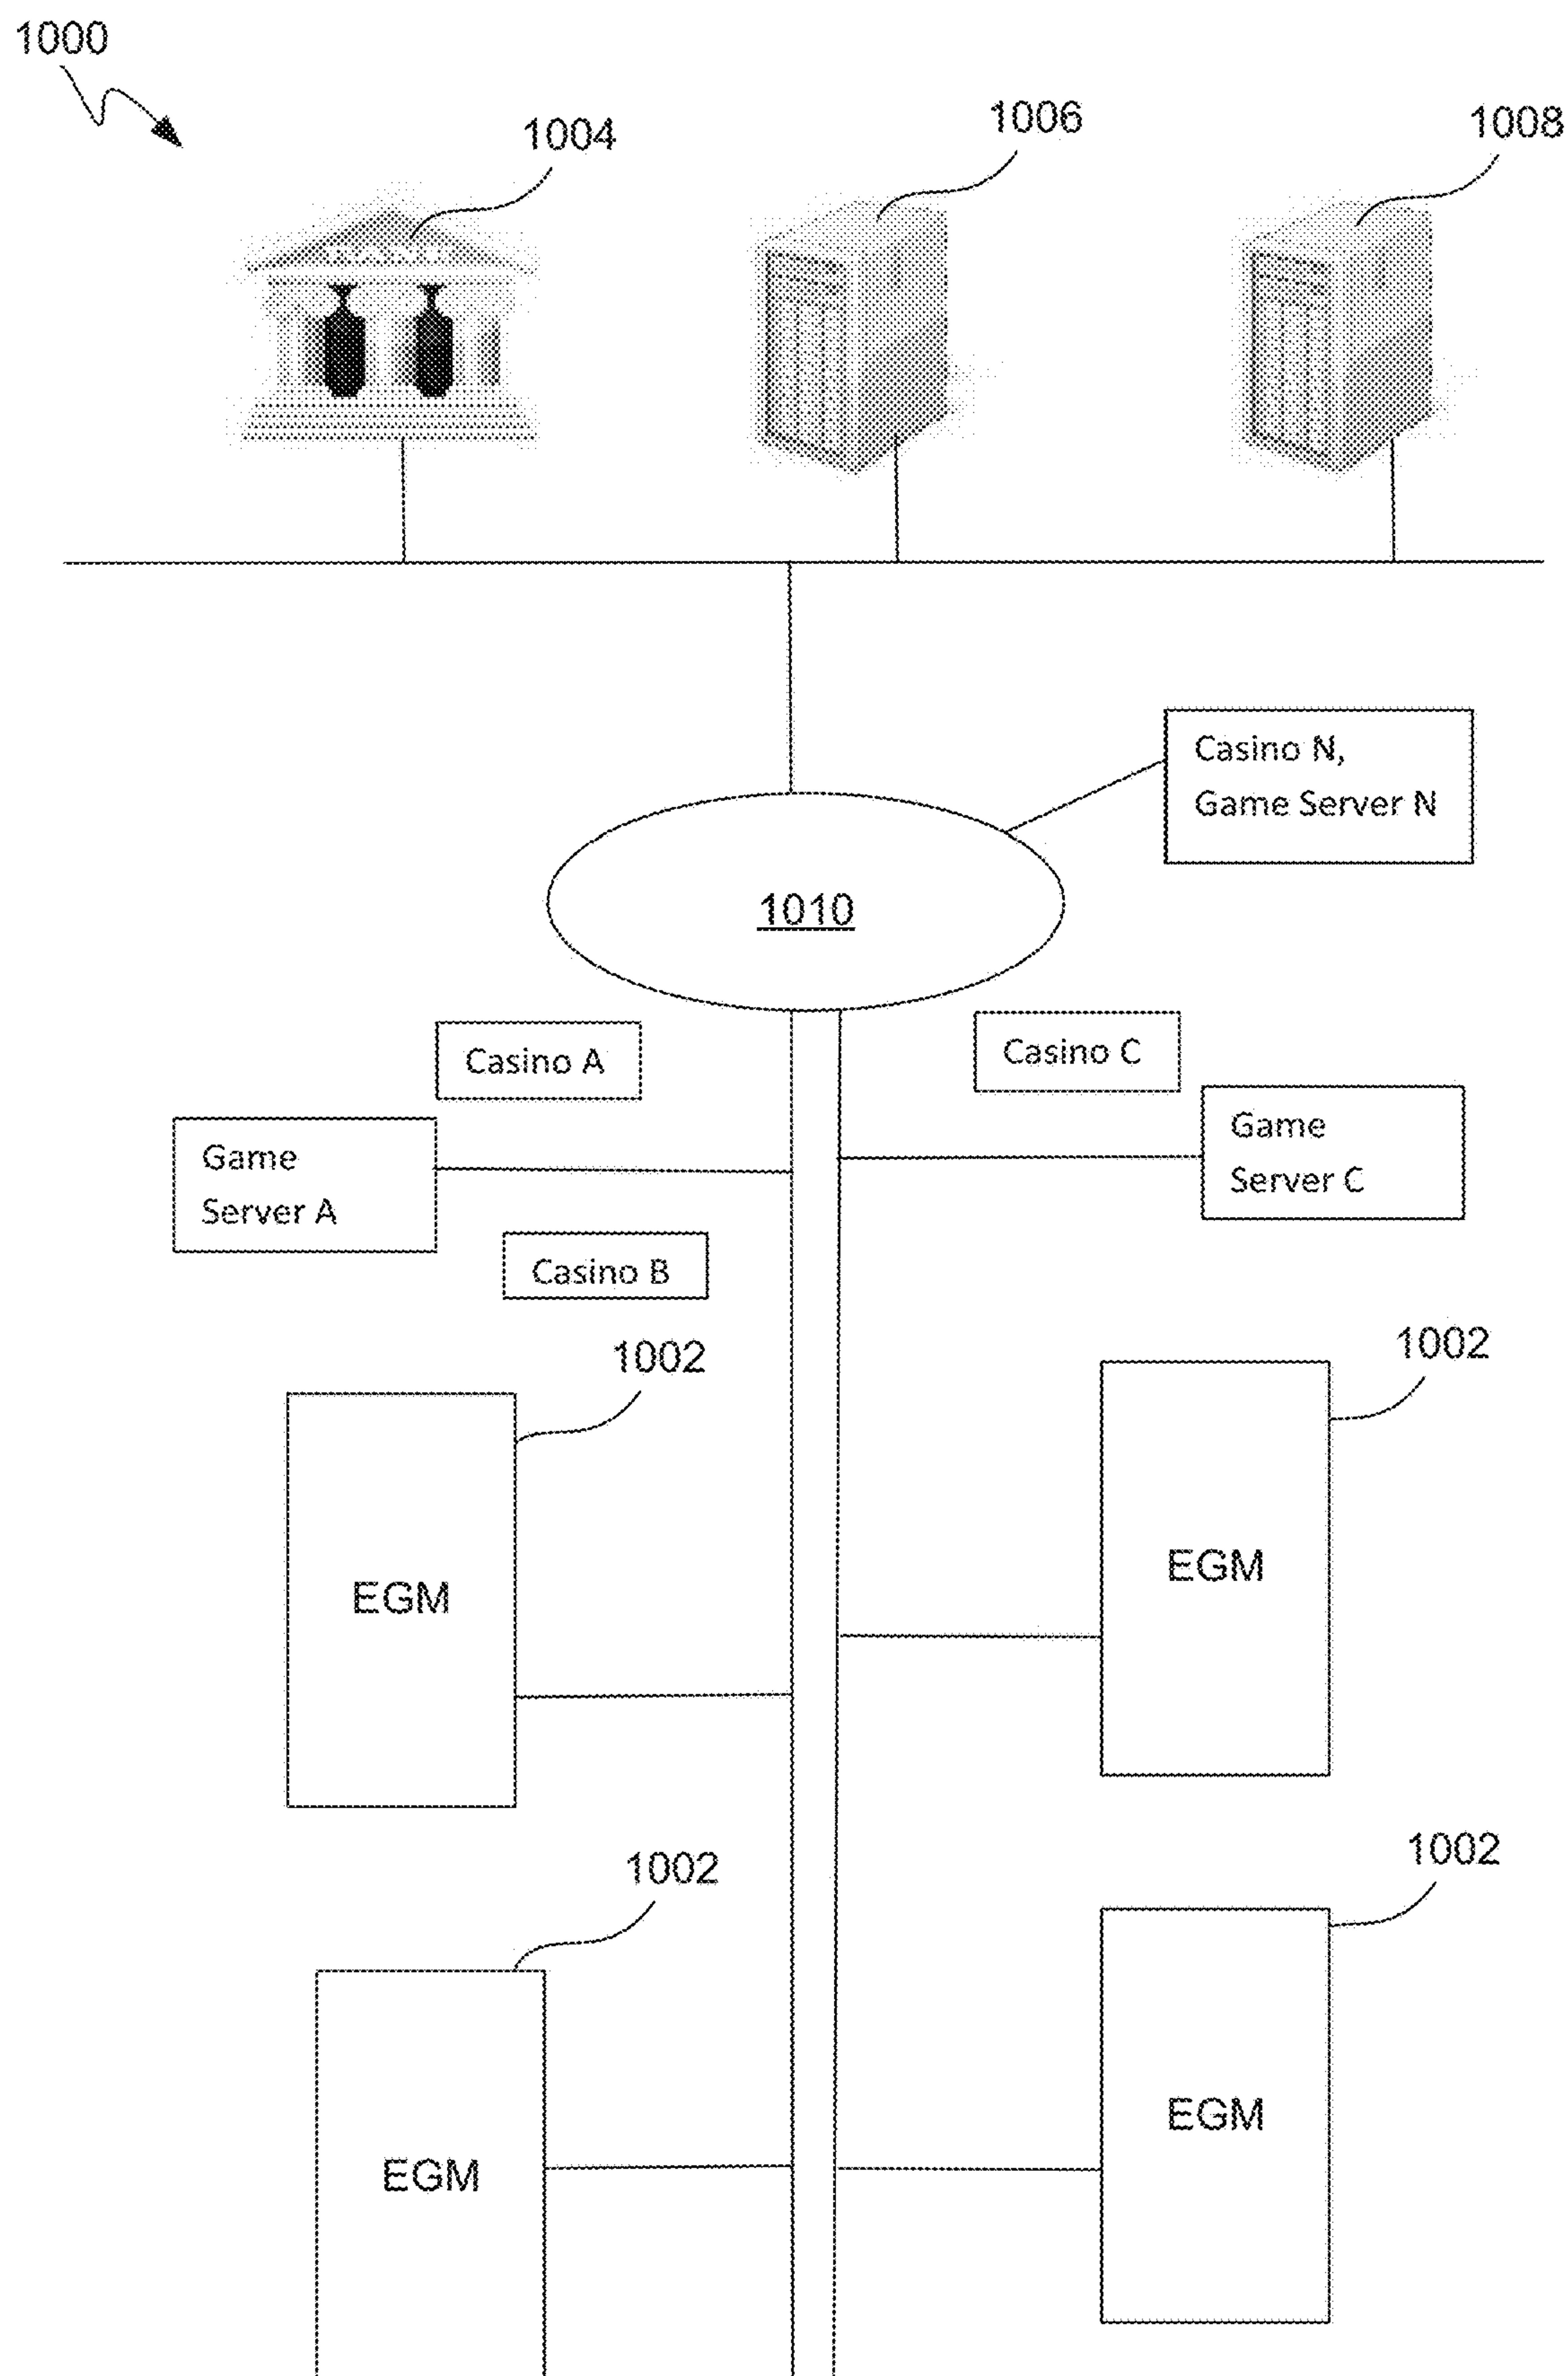 1000
1004
1006
1008
Casino N,
Game Server N
1010
Casino A
Casino C
Game
Server A
Game
Server C
Casino B
1002
1002
EGM
EGM
1002
1002
EGM
EGM